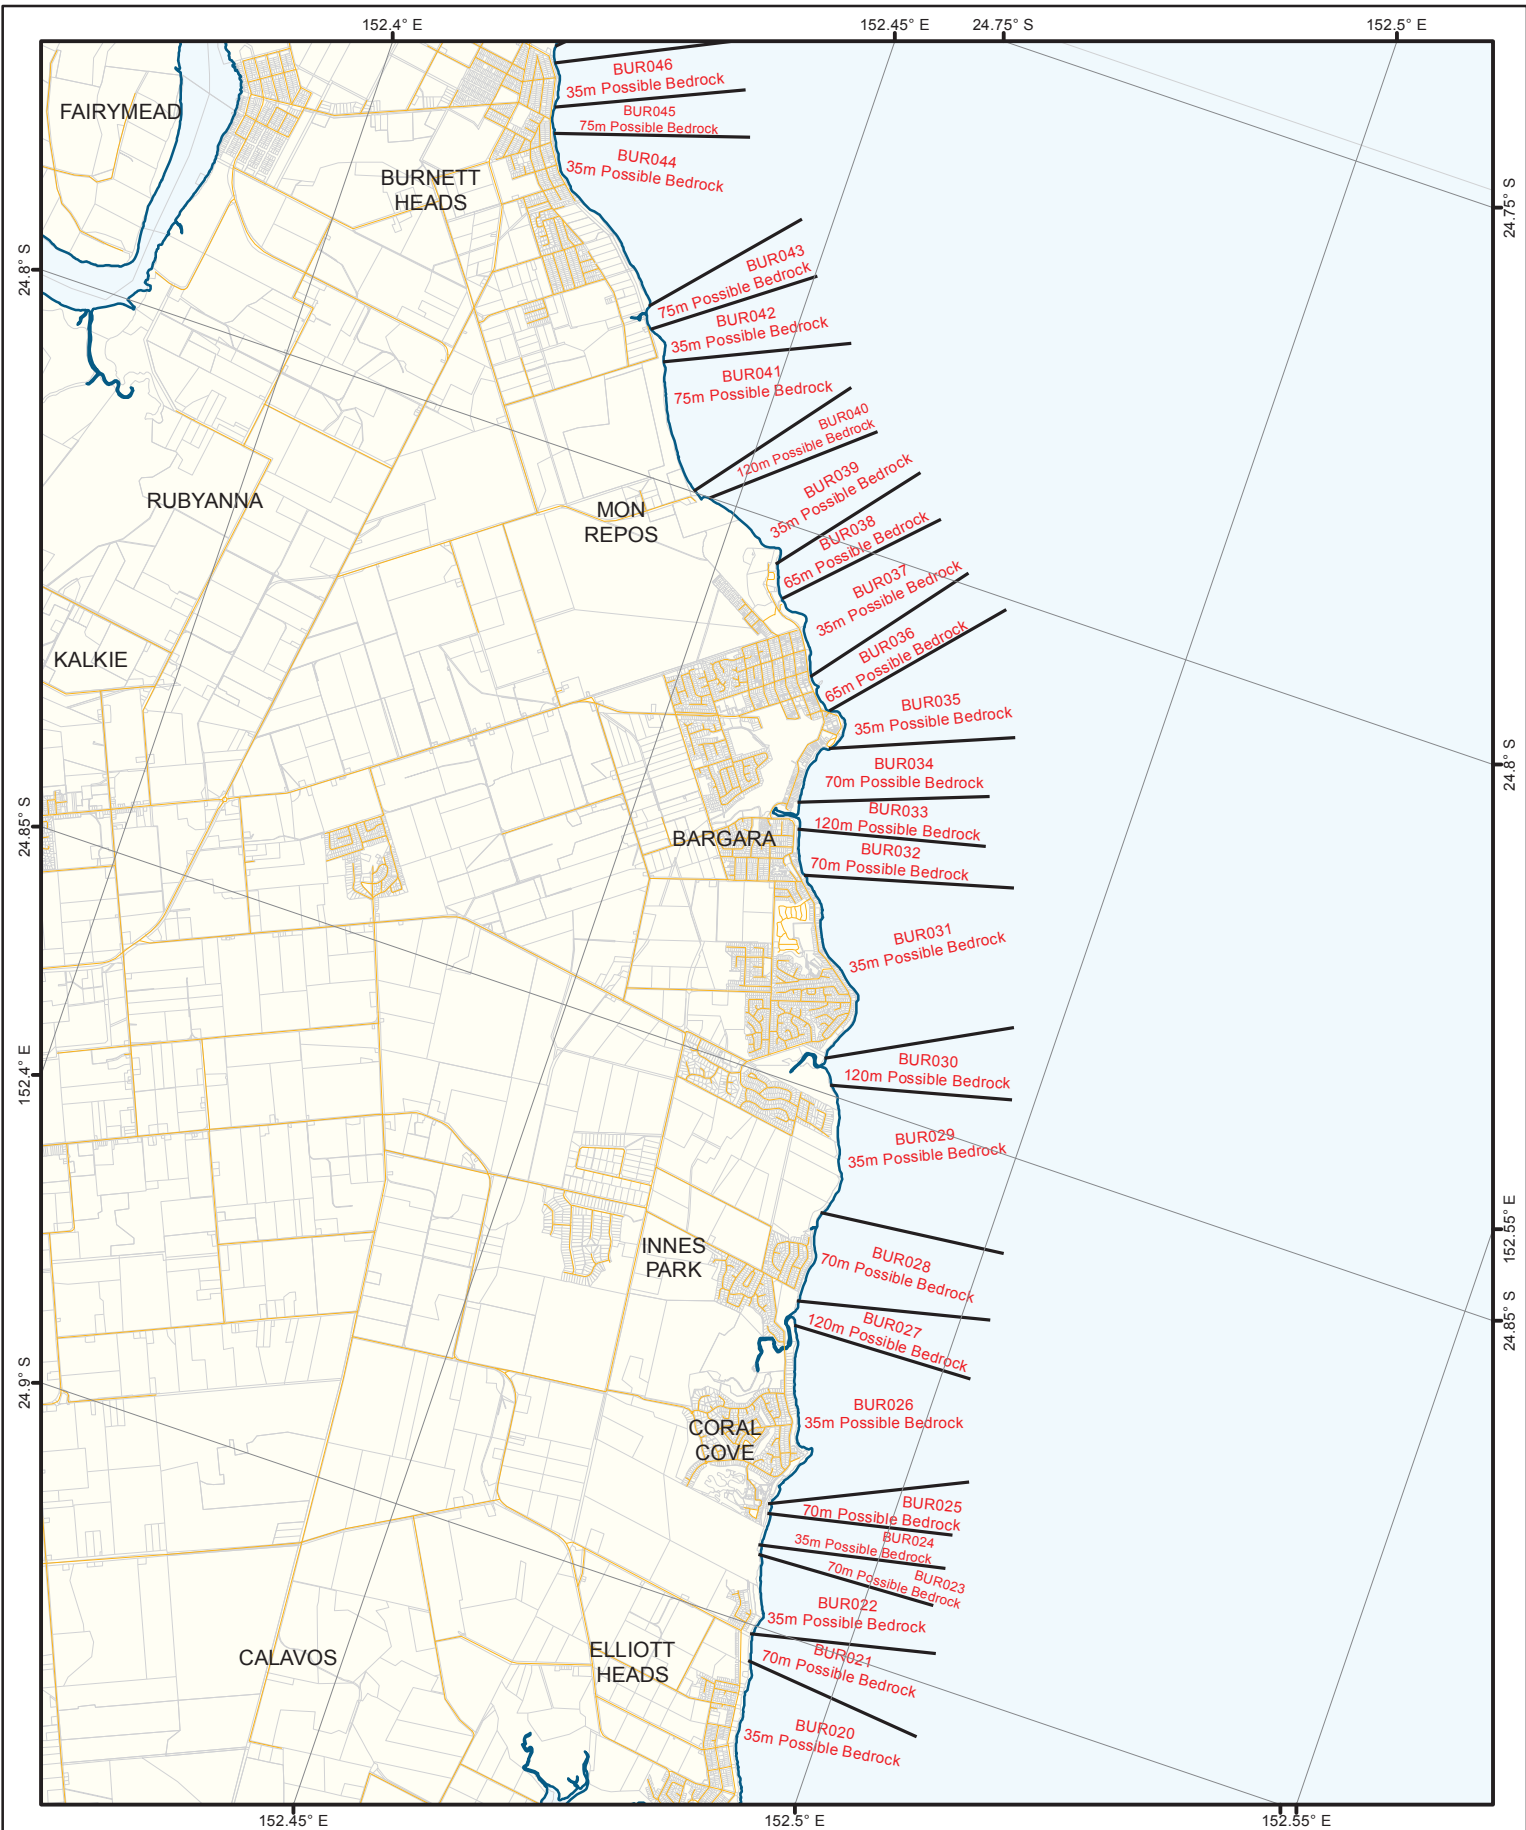 152.4° E
152.45° E
24.75° S
152.5° E
FAIRYMEAD
BUR046
35m Possible Bedrock
BUR045
75m Possible Bedrock
BUR044
35m Possible Bedrock
BURNETT
HEADS
24.75° S
24.8° S
BUR043
75m Possible Bedrock
BUR042
35m Possible Bedrock
BUR041
75m Possible Bedrock
BUR040
120m Possible Bedrock
RUBYANNA
MON
REPOS
BUR039
35m Possible Bedrock
BUR038
65m Possible Bedrock
BUR037
35m Possible Bedrock
KALKIE
BUR036
65m Possible Bedrock
BUR035
35m Possible Bedrock
24.8° S
BUR034
70m Possible Bedrock
24.85° S
BARGARA
BUR033
120m Possible Bedrock
BUR032
70m Possible Bedrock
BUR031
35m Possible Bedrock
152.4° E
BUR030
120m Possible Bedrock
BUR029
35m Possible Bedrock
152.55° E
INNES
PARK
BUR028
70m Possible Bedrock
24.85° S
BUR027
120m Possible Bedrock
24.9° S
BUR026
35m Possible Bedrock
CORAL
COVE
BUR025
70m Possible Bedrock
BUR024
35m Possible Bedrock
BUR023
70m Possible Bedrock
BUR022
35m Possible Bedrock
CALAVOS
ELLIOTT
HEADS
BUR021
70m Possible Bedrock
BUR020
35m Possible Bedrock
152.45° E
152.5° E
152.55° E